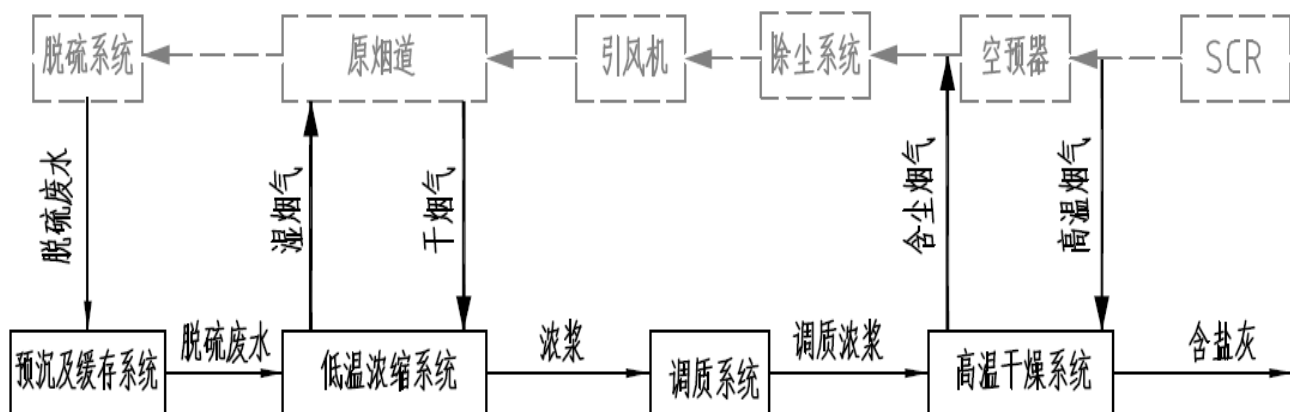 脱硫系统
原烟道
引风机
除尘系统
空预器
SCR
脱硫废水
湿烟气
干烟气
含尘烟气
高温烟气
预沉及缓存系统
脱硫废水
低温浓缩系统
浓浆
调质系统
调质浓浆
高温干燥系统
含盐灰